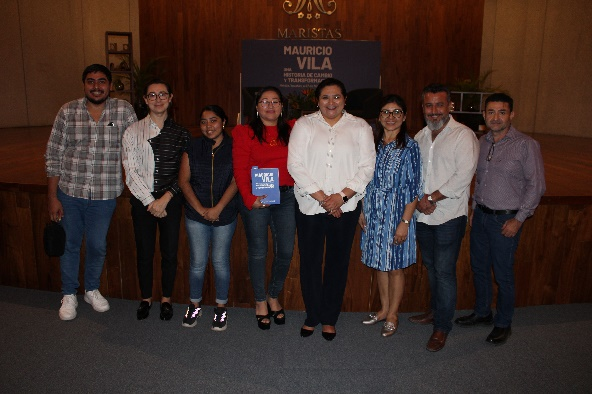 MARISTAS
MAURICIO
VILA
HISTORIA DE CAMBIO
Y TRANSFORMACIÓN
MAURICIO
VILA